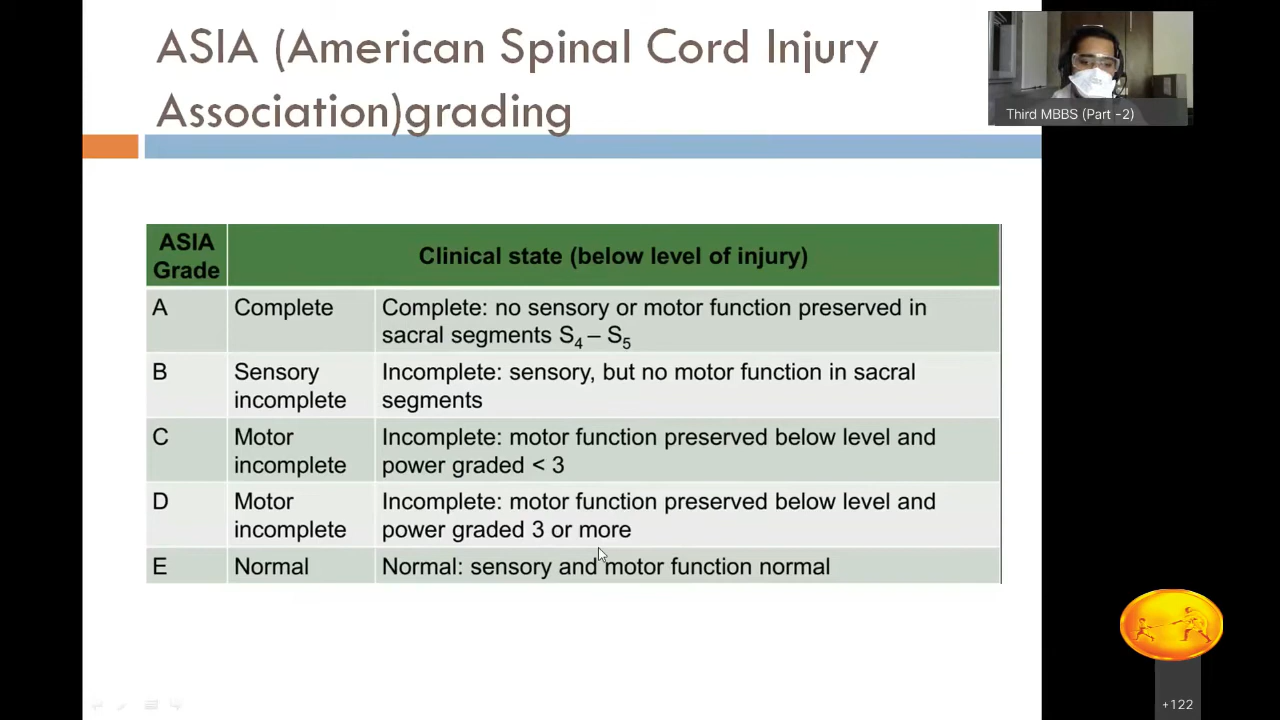 ASIA (American Spinal Cord Injury
Association)grading
Third MBBS (Part -2)
ASIA
Grade
Clinical state (below level of injury)
A
Complete
Complete: no sensory or motor function preserved in
sacral segments S4 – S5
B
Sensory
incomplete
Incomplete: sensory, but no motor function in sacral
segments
C
Motor
incomplete
Incomplete: motor function preserved below level and
power graded < 3
D
Motor
incomplete
Incomplete: motor function preserved below level and
power graded 3 or more
E
Normal
Normal: sensory and motor function normal
+122